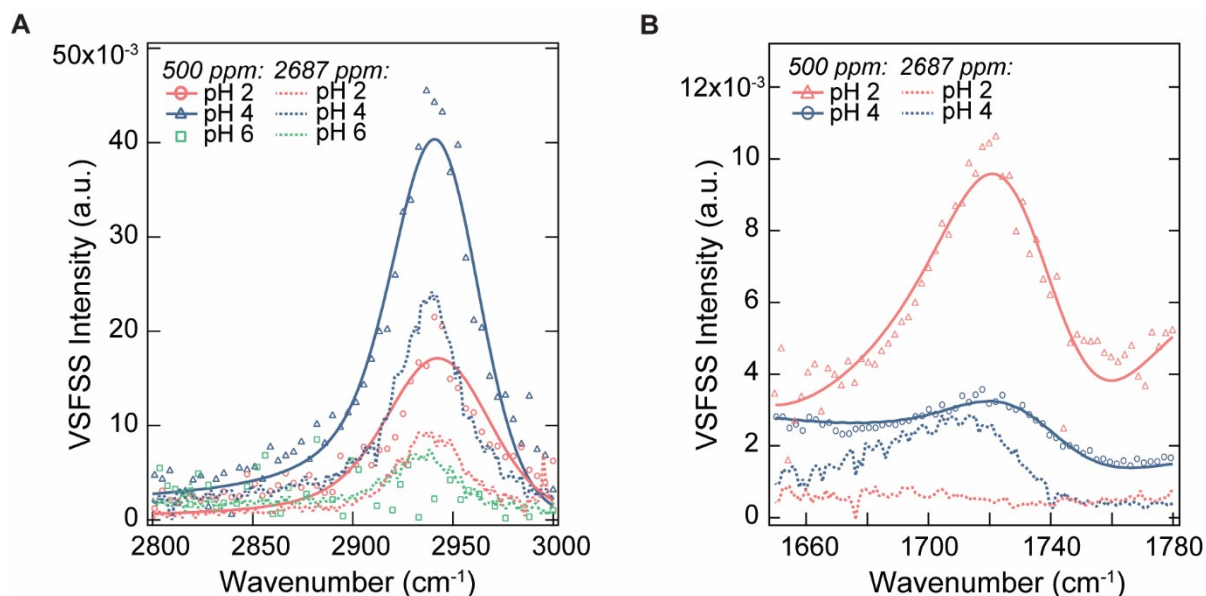 A
50x10⁻³
500 ppm: 2687 ppm:
pH 2 pH 2
pH 4 pH 4
pH 6 pH 6
40
30
20
10
0
VSFSS Intensity (a.u.)
2800 2850 2900 2950 3000
Wavenumber (cm⁻¹)
B
12x10⁻³
500 ppm: 2687 ppm:
pH 2 pH 2
pH 4 pH 4
10
8
6
4
2
0
VSFSS Intensity (a.u.)
1660 1700 1740 1780
Wavenumber (cm⁻¹)